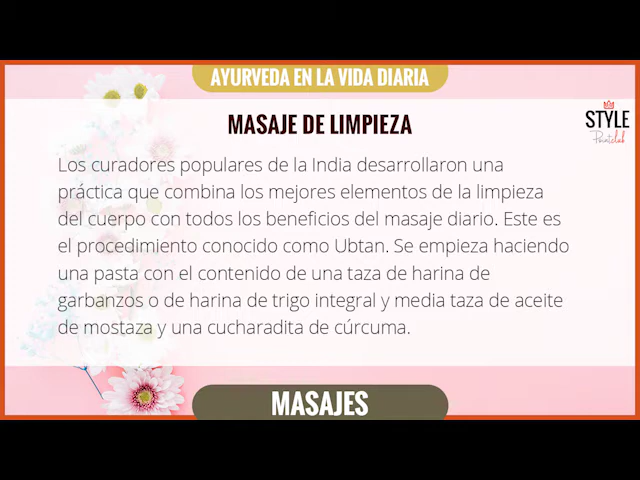 AYURVEDA EN LA VIDA DIARIA
MASAJE DE LIMPIEZA
STYLE
Pointclub
Los curadores populares de la India desarrollaron una
práctica que combina los mejores elementos de la limpieza
del cuerpo con todos los beneficios del masaje diario. Este es
el procedimiento conocido como Ubtan. Se empieza haciendo
una pasta con el contenido de una taza de harina de
garbanzos o de harina de trigo integral y media taza de aceite
de mostaza y una cucharadita de cúrcuma.
MASAJES